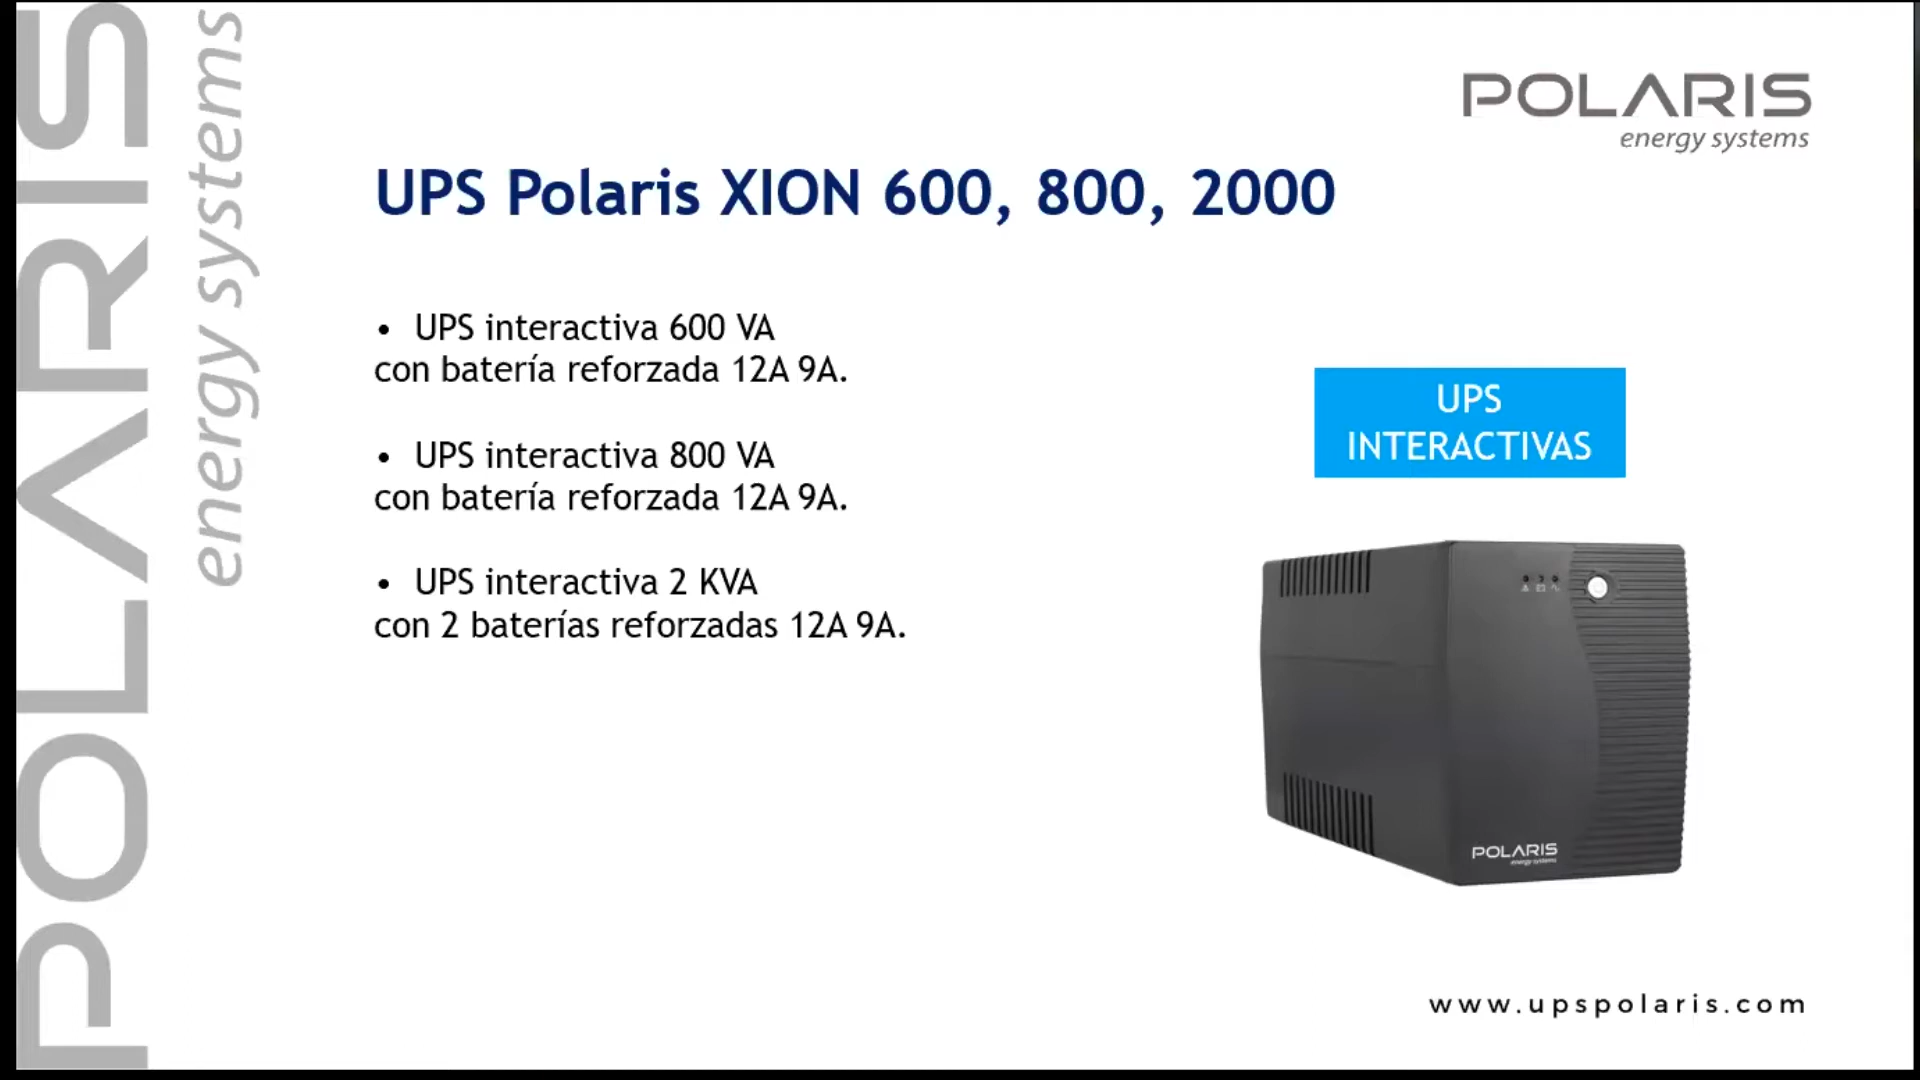 POLARIS
energy systems
POLARIS
energy systems
UPS Polaris XION 600, 800, 2000
• UPS interactiva 600 VA
con batería reforzada 12A 9A.
• UPS interactiva 800 VA
con batería reforzada 12A 9A.
• UPS interactiva 2 KVA
con 2 baterías reforzadas 12A 9A.
UPS
INTERACTIVAS
POLARIS
energy systems
www.upspolaris.com